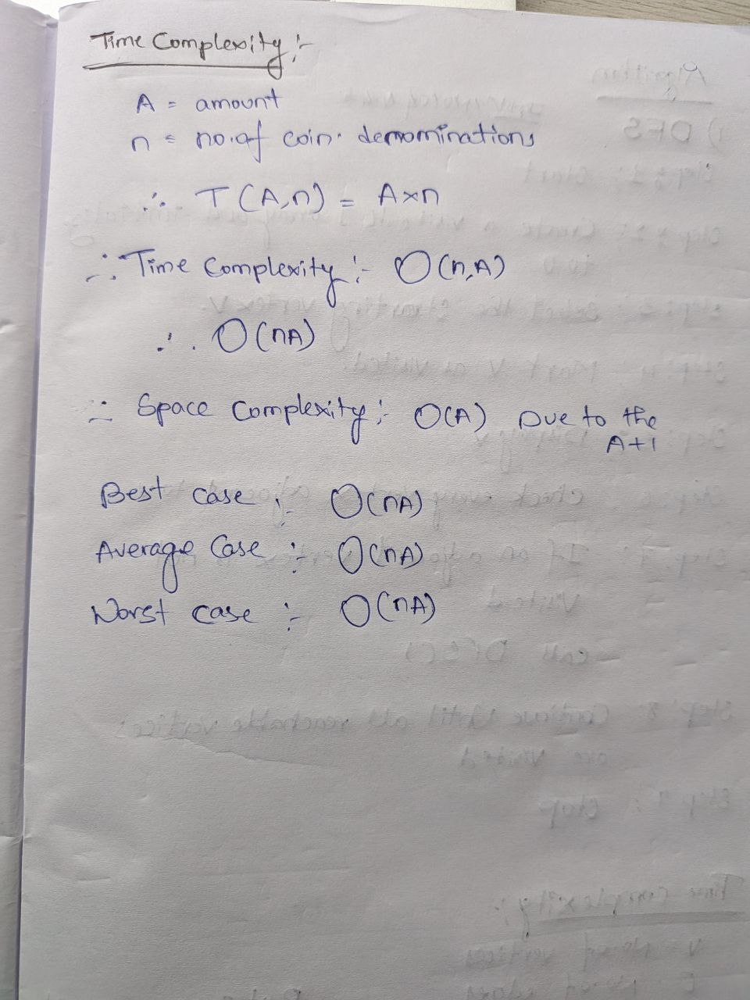 Time Complexity :-
A = amount
n = no. of coin. denominations
∴ T(A,n) = A×n
∴ Time Complexity :- O(n,A)
∴ O(nA)
∴ Space Complexity :- O(A) Due to the
A+1
Best case :- O(nA)
Average Case :- O(nA)
Worst case :- O(nA)